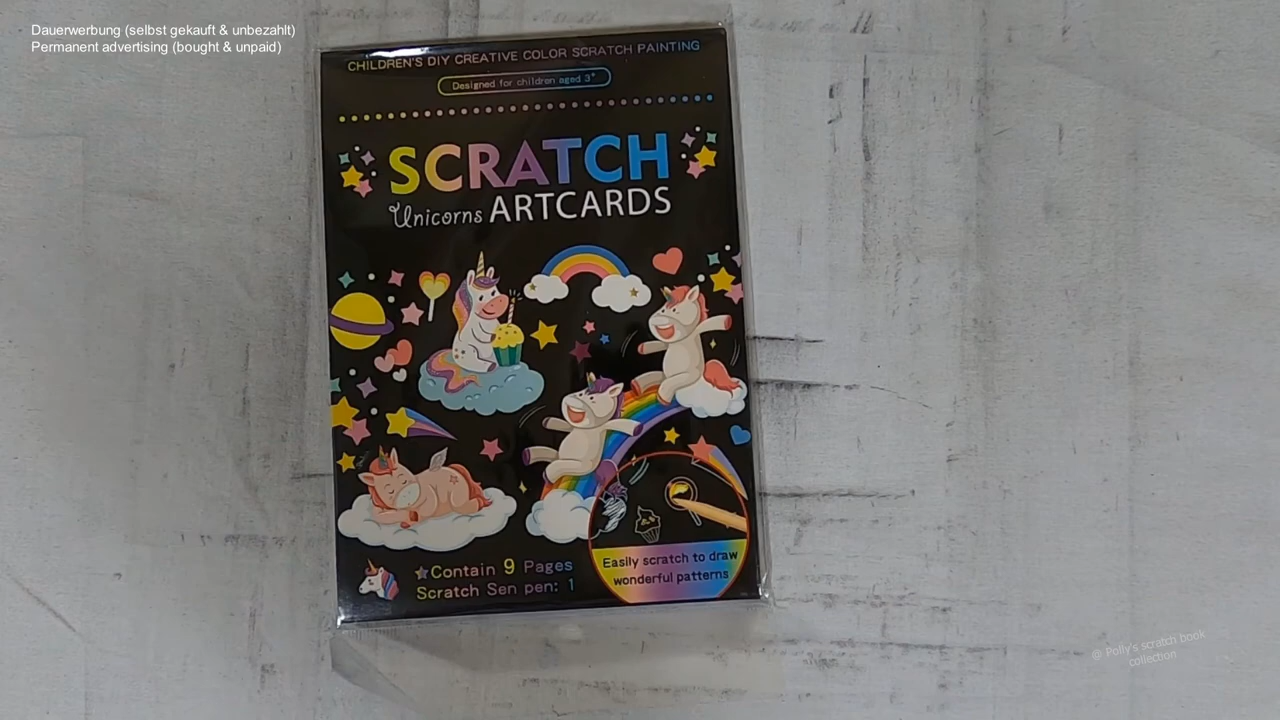 Dauerwerbung (selbst gekauft & unbezahlt)
Permanent advertising (bought & unpaid)
CHILDREN'S DIY CREATIVE COLOR SCRATCH PAINTING
Designed for children aged 3+
SCRATCH
Unicorns ARTCARDS
Easily scratch to draw
wonderful patterns
★Contain 9 Pages
Scratch Sen pen: 1
@ Polly's scratch book
collection